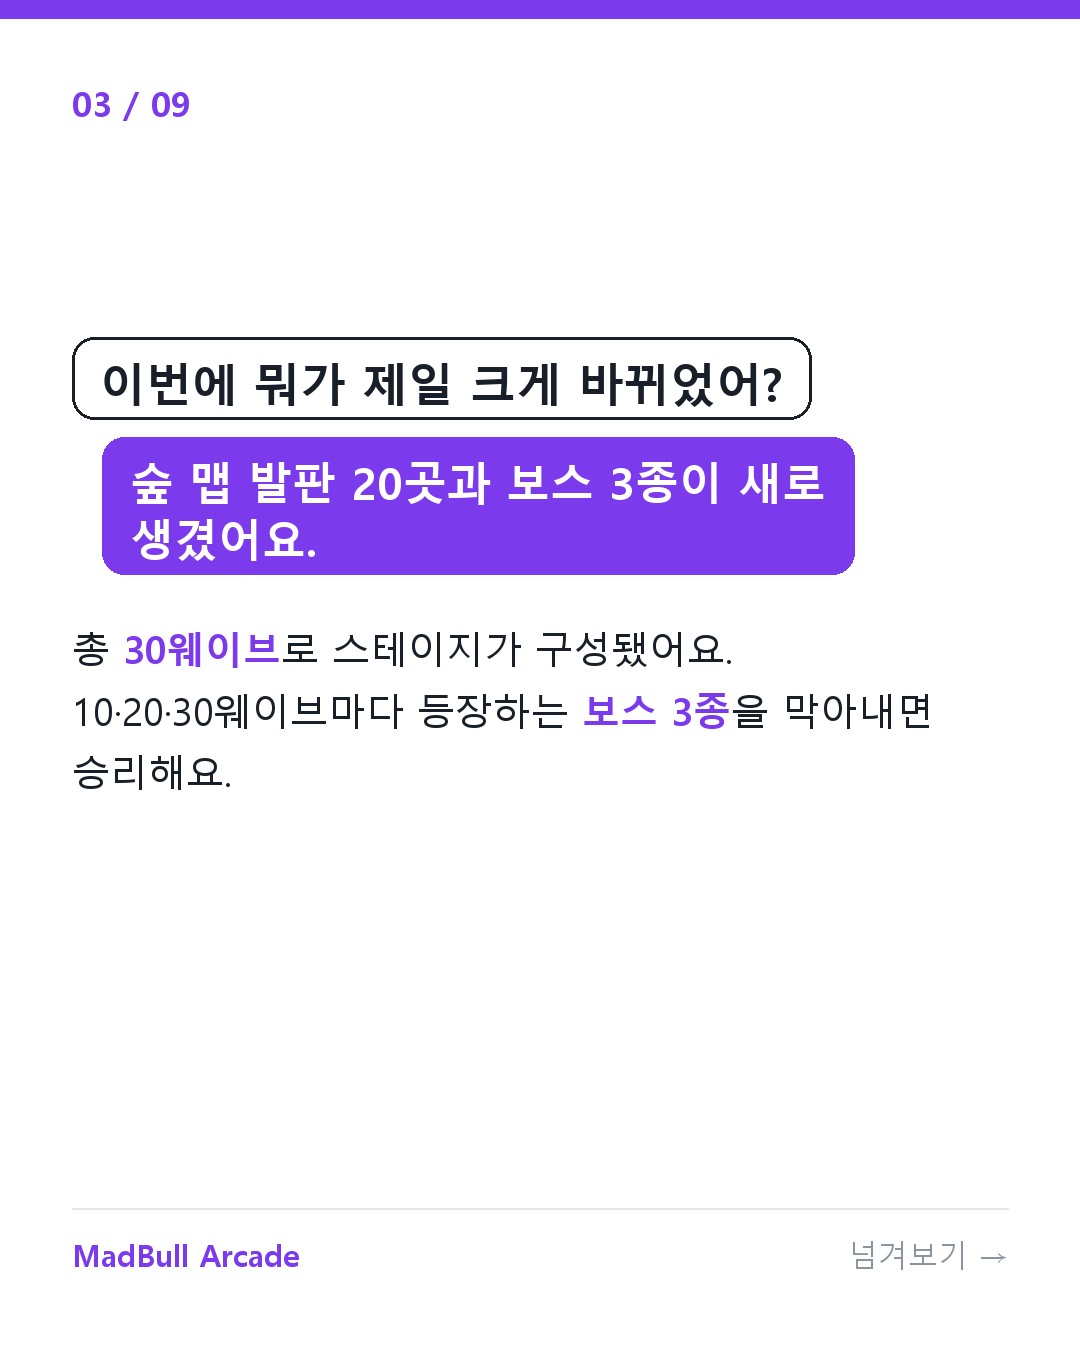 03 / 09
이번에 뭐가 제일 크게 바뀌었어?
숲 맵 발판 20곳과 보스 3종이 새로
생겼어요.
총 30웨이브로 스테이지가 구성됐어요.
10·20·30웨이브마다 등장하는 보스 3종을 막아내면
승리해요.
MadBull Arcade
넘겨보기 →